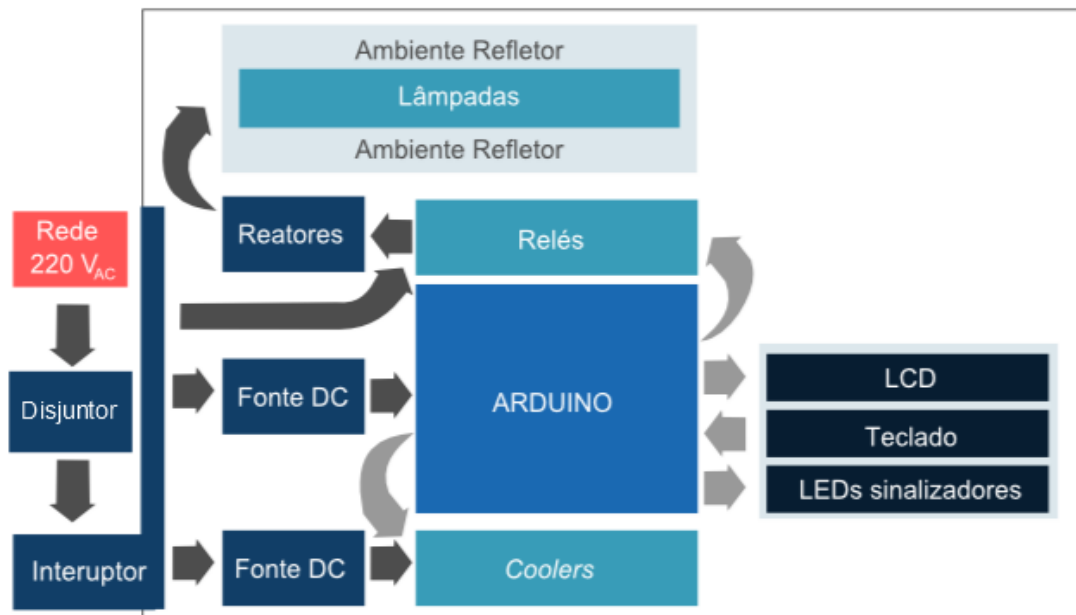 Ambiente Refletor
Lâmpadas
Ambiente Refletor
Rede
220 VAC
Reatores
Relés
Disjuntor
Fonte DC
ARDUINO
LCD
Teclado
LEDs sinalizadores
Interuptor
Fonte DC
Coolers